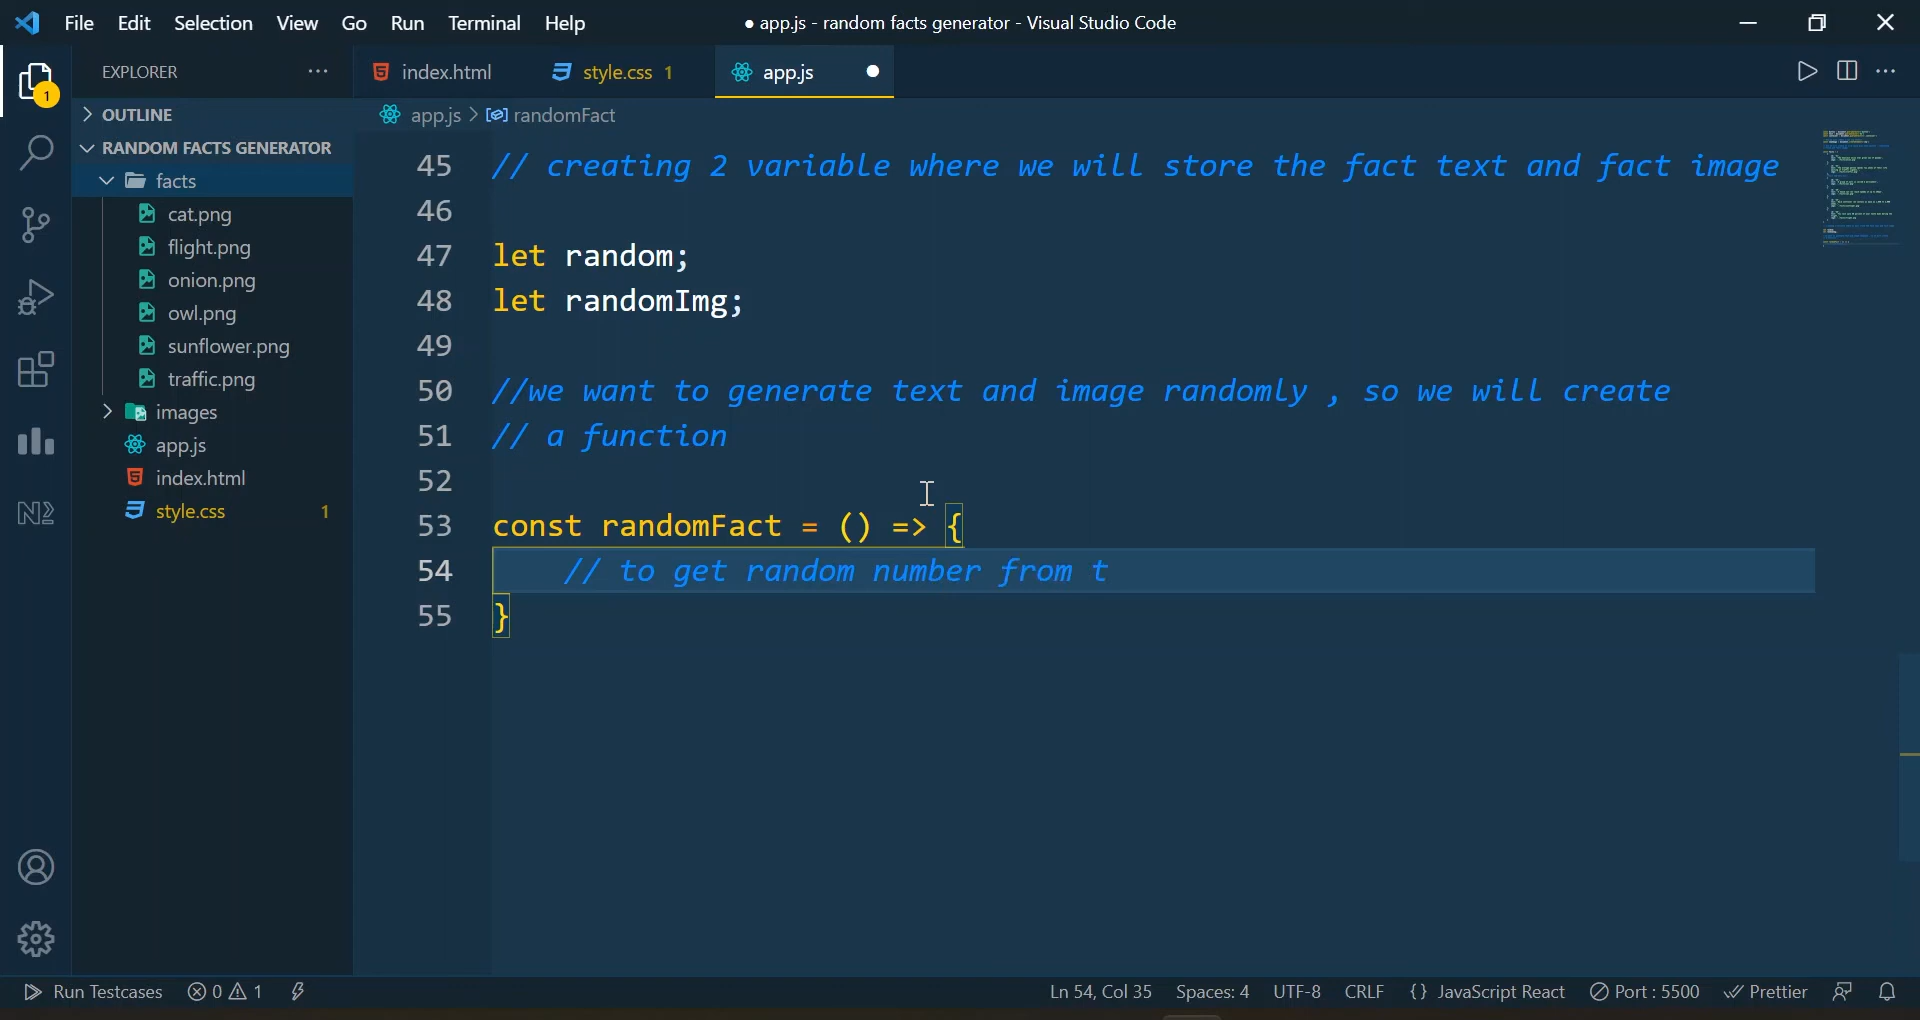 File Edit Selection View Go Run Terminal Help
● app.js - random facts generator - Visual Studio Code
EXPLORER
1
OUTLINE
RANDOM FACTS GENERATOR
facts
cat.png
flight.png
onion.png
owl.png
sunflower.png
traffic.png
images
app.js
index.html
style.css 1
index.html style.css 1 app.js
app.js > randomFact
45 // creating 2 variable where we will store the fact text and fact image
46
47 let random;
48 let randomImg;
49
50 //we want to generate text and image randomly , so we will create
51 // a function
52
53 const randomFact = () => {
54 // to get random number from t
55 }
Run Testcases 0 1 Ln 54, Col 35 Spaces: 4 UTF-8 CRLF {} JavaScript React Port : 5500 Prettier